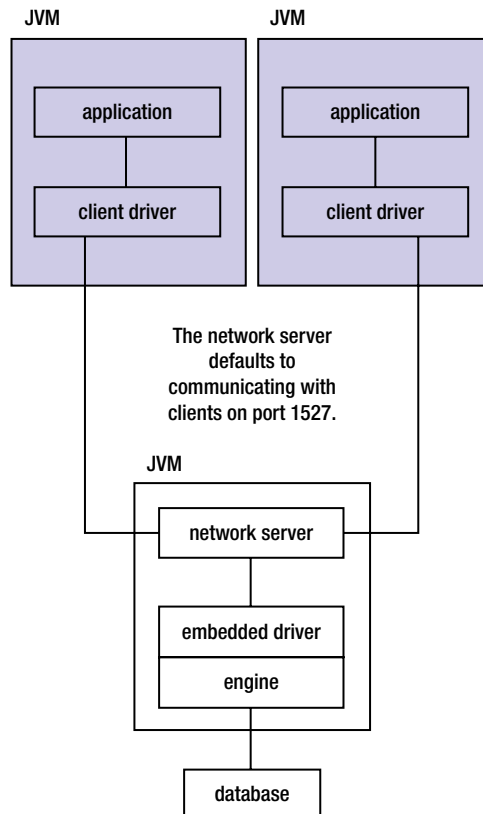 JVM
JVM
application
application
client driver
client driver
The network server
defaults to
communicating with
clients on port 1527.
JVM
network server
embedded driver
engine
database